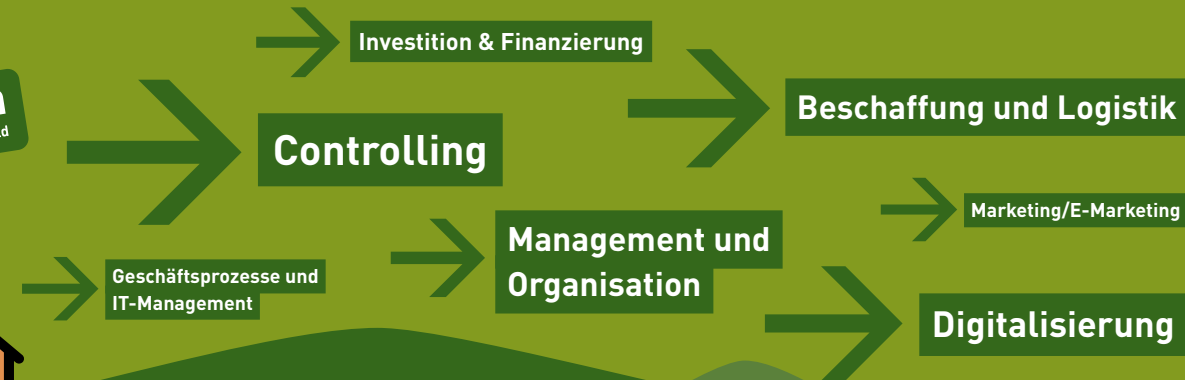 Investition & Finanzierung
Beschaffung und Logistik
Controlling
Marketing/E-Marketing
Management und
Organisation
Geschäftsprozesse und
IT-Management
Digitalisierung